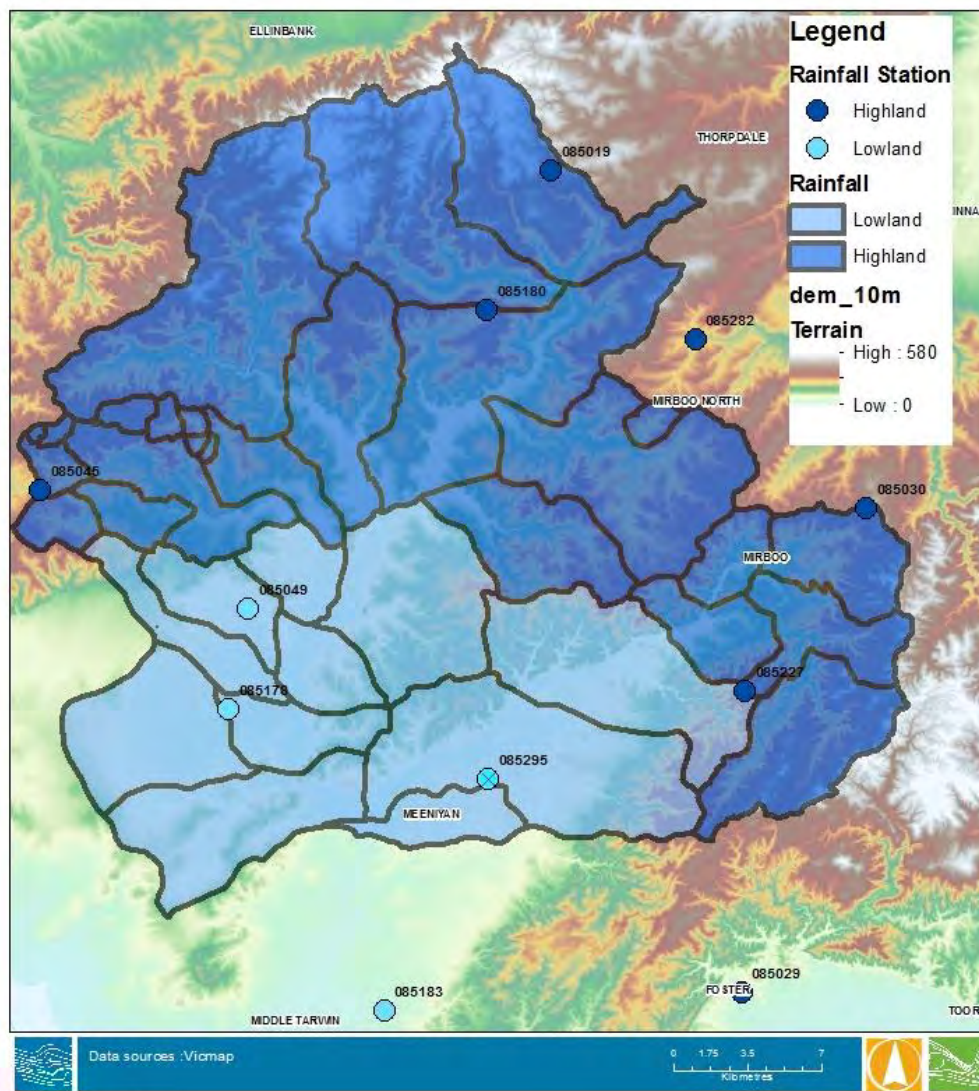 ELLINBANK
Legend
Rainfall Station
Highland
Lowland
Rainfall
Lowland
Highland
dem_10m
Terrain
High : 580
Low : 0
THORPDALE
085019
INNA
085180
085282
MIRBOO NORTH
085045
085030
MIRBOO
085049
085227
085178
085295
MEENIYAN
085029
FOSTER
085183
MIDDLE TARWIN
TOOR
Data sources :Vicmap
0 1.75 3.5 7
Kilometres